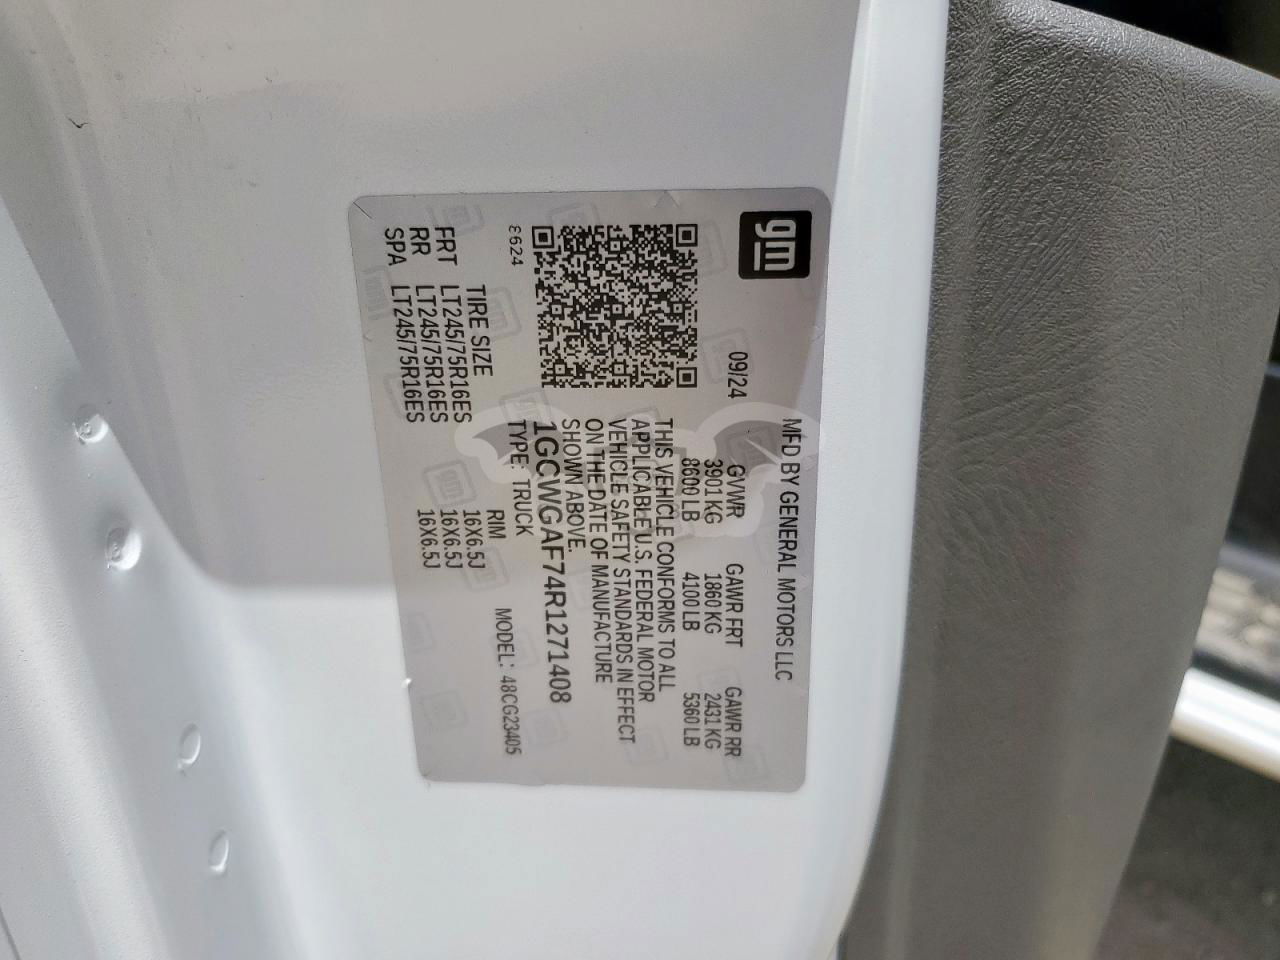 gm
MFD BY GENERAL MOTORS LLC
09/24
GVWR GAWR FRT GAWR RR
3901 KG 1860 KG 2431 KG
8600 LB 4100 LB 5360 LB
THIS VEHICLE CONFORMS TO ALL
APPLICABLE U.S. FEDERAL MOTOR
VEHICLE SAFETY STANDARDS IN EFFECT
ON THE DATE OF MANUFACTURE
SHOWN ABOVE.
1GCWGAF74R1271408
TYPE: TRUCK MODEL: 48CG23405
TIRE SIZE RIM
FRT LT245/75R16ES 16X6.5J
RR LT245/75R16ES 16X6.5J
SPA LT245/75R16ES 16X6.5J